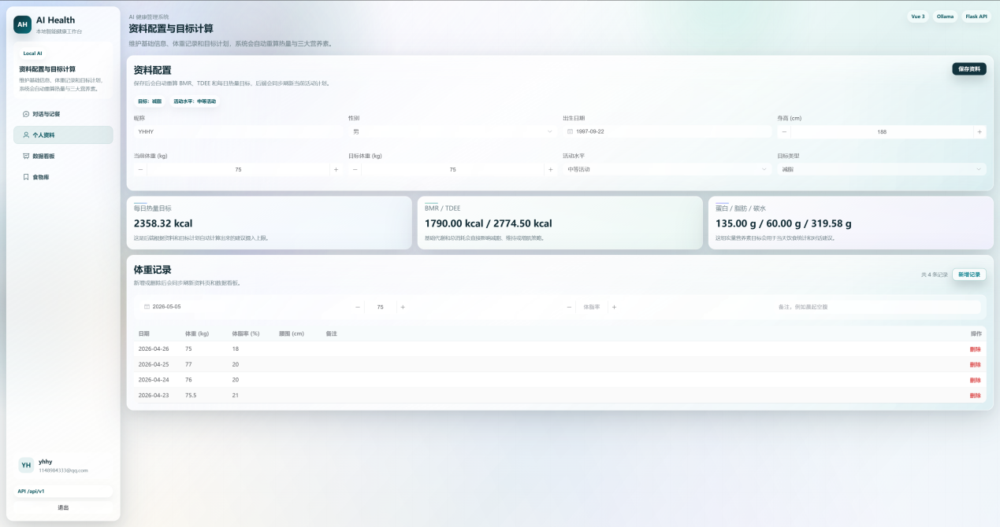 AH
AI Health
本地智能健康工作台
Local AI
资料配置与目标计算
维护基础信息、体重记录和目标计划,
系统会自动重算热量与三大营养素。
对话与记餐
个人资料
数据看板
食物库
YH
yhhy
1148984333@qq.com
API /api/v1
退出
AI 健康管理系统
资料配置与目标计算
维护基础信息、体重记录和目标计划,系统会自动重算热量与三大营养素。
Vue 3
Ollama
Flask API
资料配置
保存后会自动重算 BMR、TDEE 和每日热量目标,后端会同步刷新当前活动计划。
保存资料
目标:减脂
活动水平:中等活动
昵称
性别
出生日期
身高 (cm)
YHHY
男
1997-09-22
188
当前体重 (kg)
目标体重 (kg)
活动水平
目标类型
75
75
中等活动
减脂
每日热量目标
2358.32 kcal
这是后端根据资料和目标计划自动计算出来的建议摄入上限。
BMR / TDEE
1790.00 kcal / 2774.50 kcal
基础代谢和总消耗会直接影响减脂、维持或增肌策略。
蛋白 / 脂肪 / 碳水
135.00 g / 60.00 g / 319.58 g
这组宏量营养素目标会用于当天饮食统计和对话建议。
体重记录
新增或删除后会同步刷新资料页和数据看板。
共 4 条记录
新增记录
2026-05-05
75
体脂率
备注,例如晨起空腹
日期 体重 (kg) 体脂率 (%) 腰围 (cm) 备注 操作
2026-04-26 75 18 删除
2026-04-25 77 20 删除
2026-04-24 76 20 删除
2026-04-23 75.5 21 删除